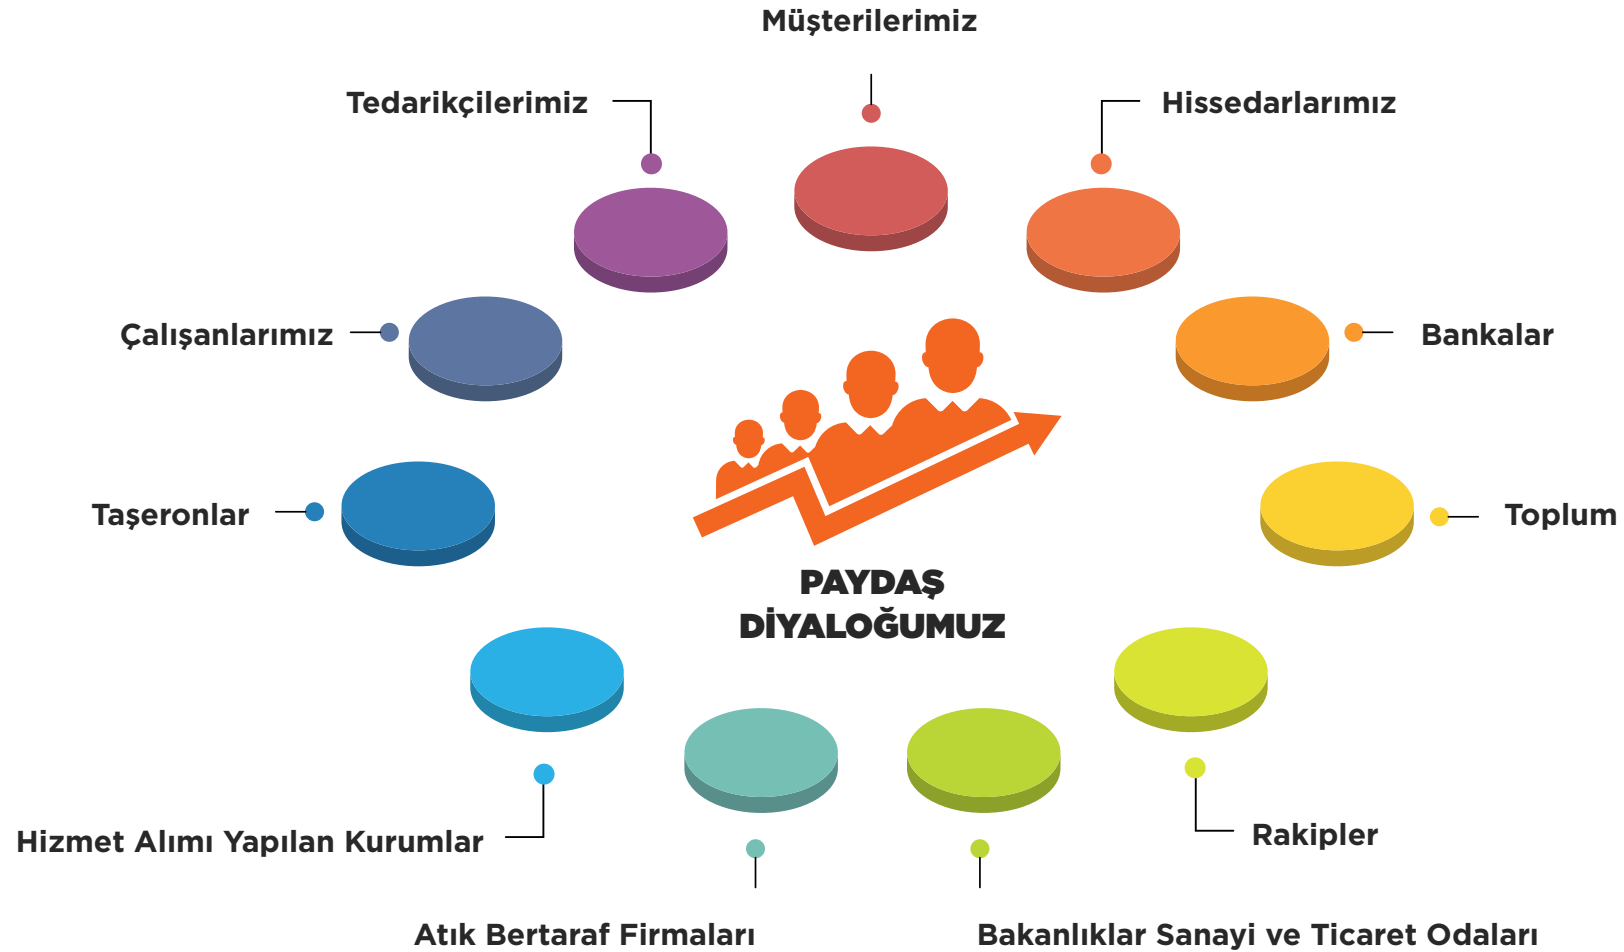 Müşterilerimiz
Tedarikçilerimiz
Hissedarlarımız
Çalışanlarımız
Bankalar
Taşeronlar
Toplum
PAYDAŞ
DİYALOĞUMUZ
Hizmet Alımı Yapılan Kurumlar
Rakipler
Atık Bertaraf Firmaları
Bakanlıklar Sanayi ve Ticaret Odaları